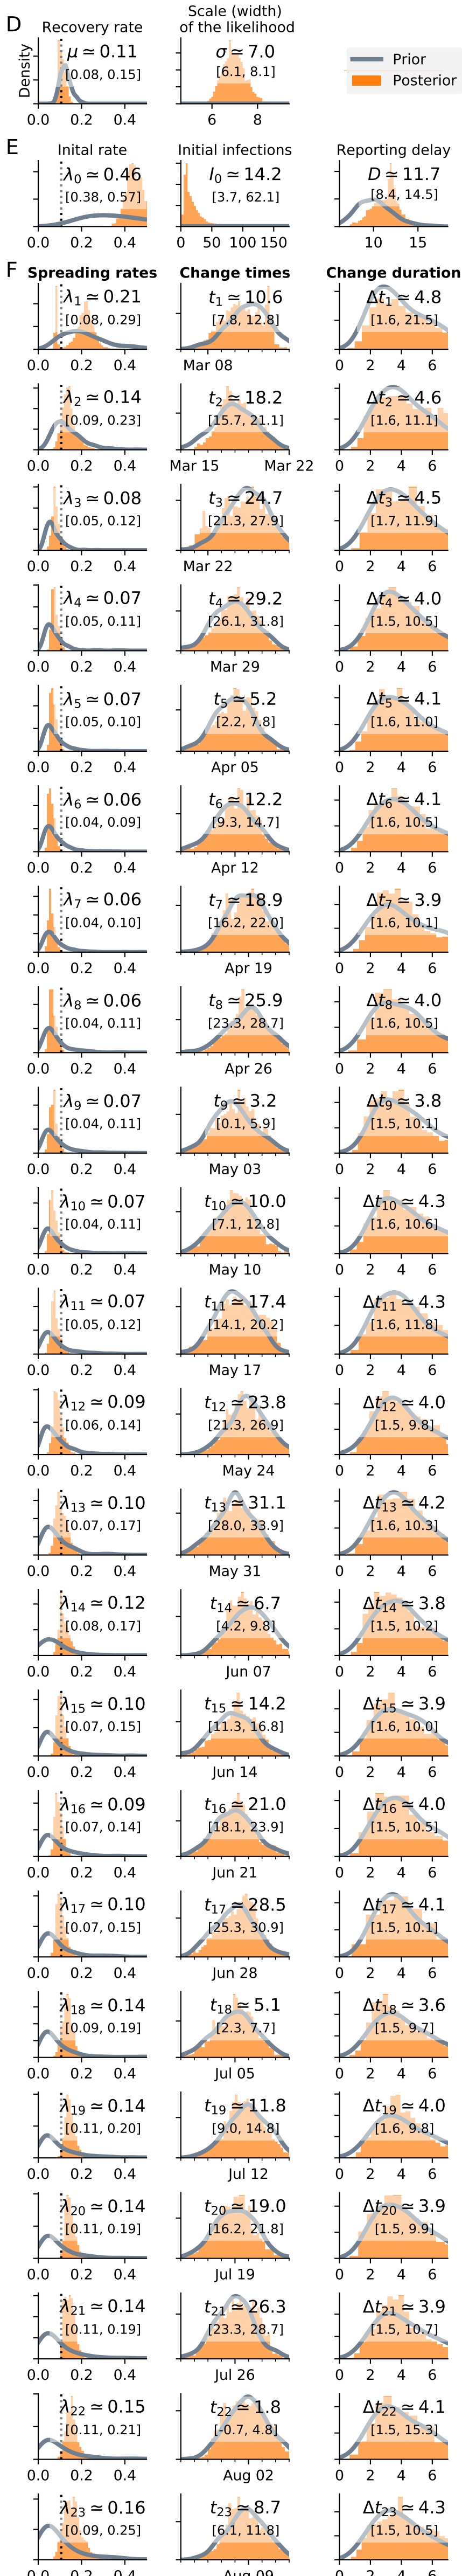 D
Recovery rate
Scale (width)
of the likelihood
Density
μ ≃ 0.11
[0.08, 0.15]
σ ≃ 7.0
[6.1, 8.1]
Prior
Posterior
0.0 0.2 0.4
6 8
E
Inital rate
Initial infections
Reporting delay
λ0 ≃ 0.46
[0.38, 0.57]
I0 ≃ 14.2
[3.7, 62.1]
D ≃ 11.7
[8.4, 14.5]
0.0 0.2 0.4
0 50 100 150
10 15
F
Spreading rates
Change times
Change duration
λ1 ≃ 0.21
[0.08, 0.29]
t1 ≃ 10.6
[7.8, 12.8]
Δt1 ≃ 4.8
[1.6, 21.5]
0.0 0.2 0.4
Mar 08
0 2 4 6
λ2 ≃ 0.14
[0.09, 0.23]
t2 ≃ 18.2
[15.7, 21.1]
Δt2 ≃ 4.6
[1.6, 11.1]
0.0 0.2 0.4
Mar 15 Mar 22
0 2 4 6
λ3 ≃ 0.08
[0.05, 0.12]
t3 ≃ 24.7
[21.3, 27.9]
Δt3 ≃ 4.5
[1.7, 11.9]
0.0 0.2 0.4
Mar 22
0 2 4 6
λ4 ≃ 0.07
[0.05, 0.11]
t4 ≃ 29.2
[26.1, 31.8]
Δt4 ≃ 4.0
[1.5, 10.5]
0.0 0.2 0.4
Mar 29
0 2 4 6
λ5 ≃ 0.07
[0.05, 0.10]
t5 ≃ 5.2
[2.2, 7.8]
Δt5 ≃ 4.1
[1.6, 11.0]
0.0 0.2 0.4
Apr 05
0 2 4 6
λ6 ≃ 0.06
[0.04, 0.09]
t6 ≃ 12.2
[9.3, 14.7]
Δt6 ≃ 4.1
[1.6, 10.5]
0.0 0.2 0.4
Apr 12
0 2 4 6
λ7 ≃ 0.06
[0.04, 0.10]
t7 ≃ 18.9
[16.2, 22.0]
Δt7 ≃ 3.9
[1.6, 10.1]
0.0 0.2 0.4
Apr 19
0 2 4 6
λ8 ≃ 0.06
[0.04, 0.11]
t8 ≃ 25.9
[23.3, 28.7]
Δt8 ≃ 4.0
[1.6, 10.5]
0.0 0.2 0.4
Apr 26
0 2 4 6
λ9 ≃ 0.07
[0.04, 0.11]
t9 ≃ 3.2
[0.1, 5.9]
Δt9 ≃ 3.8
[1.5, 10.1]
0.0 0.2 0.4
May 03
0 2 4 6
λ10 ≃ 0.07
[0.04, 0.11]
t10 ≃ 10.0
[7.1, 12.8]
Δt10 ≃ 4.3
[1.6, 10.6]
0.0 0.2 0.4
May 10
0 2 4 6
λ11 ≃ 0.07
[0.05, 0.12]
t11 ≃ 17.4
[14.1, 20.2]
Δt11 ≃ 4.3
[1.6, 11.8]
0.0 0.2 0.4
May 17
0 2 4 6
λ12 ≃ 0.09
[0.06, 0.14]
t12 ≃ 23.8
[21.3, 26.9]
Δt12 ≃ 4.0
[1.5, 9.8]
0.0 0.2 0.4
May 24
0 2 4 6
λ13 ≃ 0.10
[0.07, 0.17]
t13 ≃ 31.1
[28.0, 33.9]
Δt13 ≃ 4.2
[1.6, 10.3]
0.0 0.2 0.4
May 31
0 2 4 6
λ14 ≃ 0.12
[0.08, 0.17]
t14 ≃ 6.7
[4.2, 9.8]
Δt14 ≃ 3.8
[1.5, 10.2]
0.0 0.2 0.4
Jun 07
0 2 4 6
λ15 ≃ 0.10
[0.07, 0.15]
t15 ≃ 14.2
[11.3, 16.8]
Δt15 ≃ 3.9
[1.6, 10.0]
0.0 0.2 0.4
Jun 14
0 2 4 6
λ16 ≃ 0.09
[0.07, 0.14]
t16 ≃ 21.0
[18.1, 23.9]
Δt16 ≃ 4.0
[1.5, 10.5]
0.0 0.2 0.4
Jun 21
0 2 4 6
λ17 ≃ 0.10
[0.07, 0.15]
t17 ≃ 28.5
[25.3, 30.9]
Δt17 ≃ 4.1
[1.5, 10.1]
0.0 0.2 0.4
Jun 28
0 2 4 6
λ18 ≃ 0.14
[0.09, 0.19]
t18 ≃ 5.1
[2.3, 7.7]
Δt18 ≃ 3.6
[1.5, 9.7]
0.0 0.2 0.4
Jul 05
0 2 4 6
λ19 ≃ 0.14
[0.11, 0.20]
t19 ≃ 11.8
[9.0, 14.8]
Δt19 ≃ 4.0
[1.6, 9.8]
0.0 0.2 0.4
Jul 12
0 2 4 6
λ20 ≃ 0.14
[0.11, 0.19]
t20 ≃ 19.0
[16.2, 21.8]
Δt20 ≃ 3.9
[1.5, 9.9]
0.0 0.2 0.4
Jul 19
0 2 4 6
λ21 ≃ 0.14
[0.11, 0.19]
t21 ≃ 26.3
[23.3, 28.7]
Δt21 ≃ 3.9
[1.5, 10.7]
0.0 0.2 0.4
Jul 26
0 2 4 6
λ22 ≃ 0.15
[0.11, 0.21]
t22 ≃ 1.8
[-0.7, 4.8]
Δt22 ≃ 4.1
[1.5, 15.3]
0.0 0.2 0.4
Aug 02
0 2 4 6
λ23 ≃ 0.16
[0.09, 0.25]
t23 ≃ 8.7
[6.1, 11.8]
Δt23 ≃ 4.3
[1.5, 10.5]
0.0 0.2 0.4
Aug 09
0 2 4 6